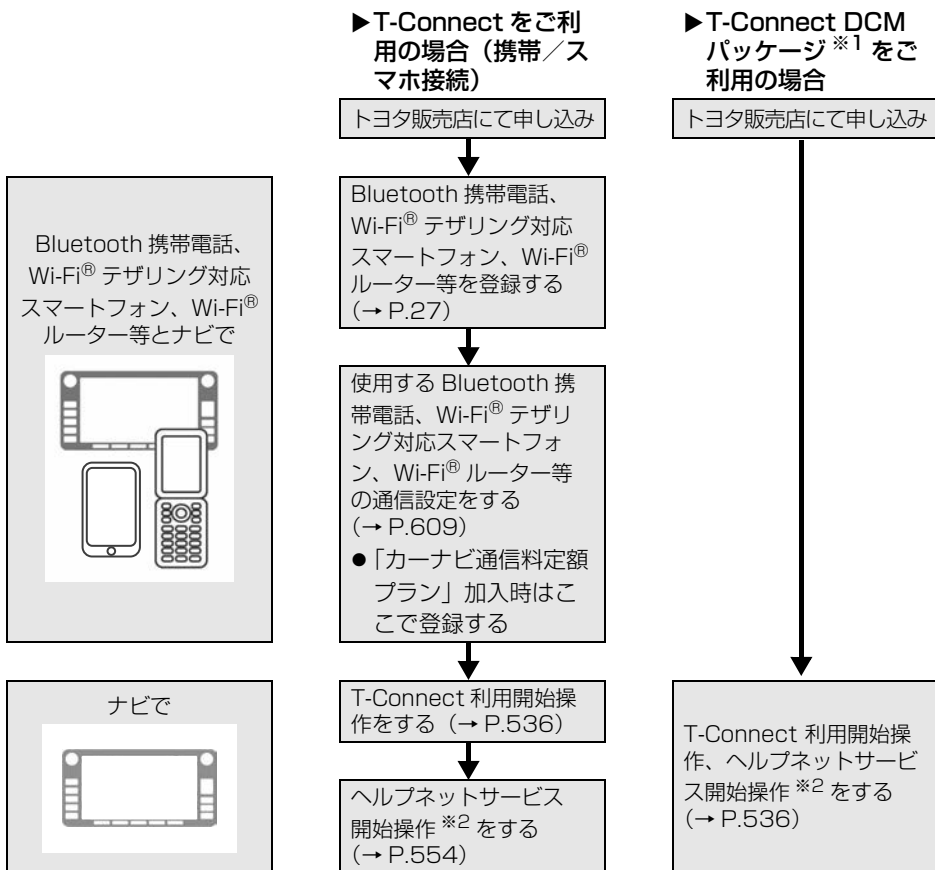 ▶T-Connect をご利
用の場合（携帯／ス
マホ接続）
▶T-Connect DCM
パッケージ ※1 をご
利用の場合
トヨタ販売店にて申し込み
トヨタ販売店にて申し込み
Bluetooth 携帯電話、
Wi-Fi® テザリング対応
スマートフォン、Wi-Fi®
ルーター等とナビで
Bluetooth 携帯電話、
Wi-Fi® テザリング対応
スマートフォン、Wi-Fi®
ルーター等を登録する
（→ P.27）
使用する Bluetooth 携
帯電話、Wi-Fi® テザリ
ング対応スマートフォ
ン、Wi-Fi® ルーター等
の通信設定をする
（→ P.609）
●「カーナビ通信料定額
プラン」加入時はこ
こで登録する
ナビで
T-Connect 利用開始操
作をする（→ P.536）
ヘルプネットサービス
開始操作 ※2 をする
（→ P.554）
T-Connect 利用開始操
作、ヘルプネットサービ
ス開始操作 ※2 をする
（→ P.536）